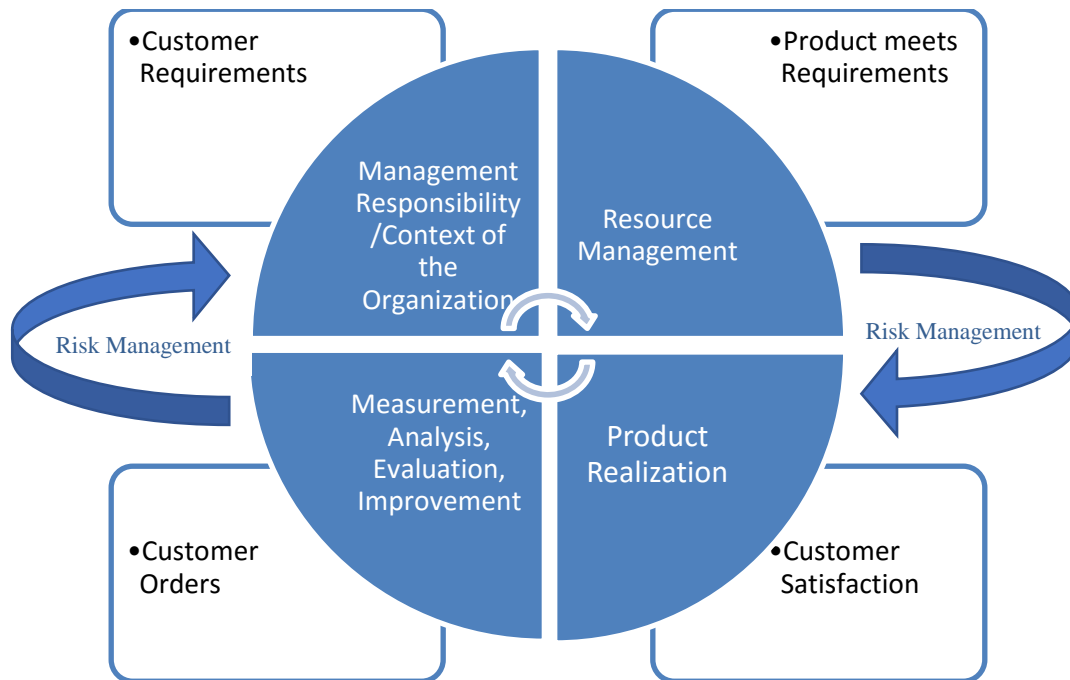 •Customer
Requirements
•Product meets
Requirements
Management
Responsibility
/Context of
the
Organization
Resource
Management
Risk Management
Risk Management
Measurement,
Analysis,
Evaluation,
Improvement
Product
Realization
•Customer
Orders
•Customer
Satisfaction